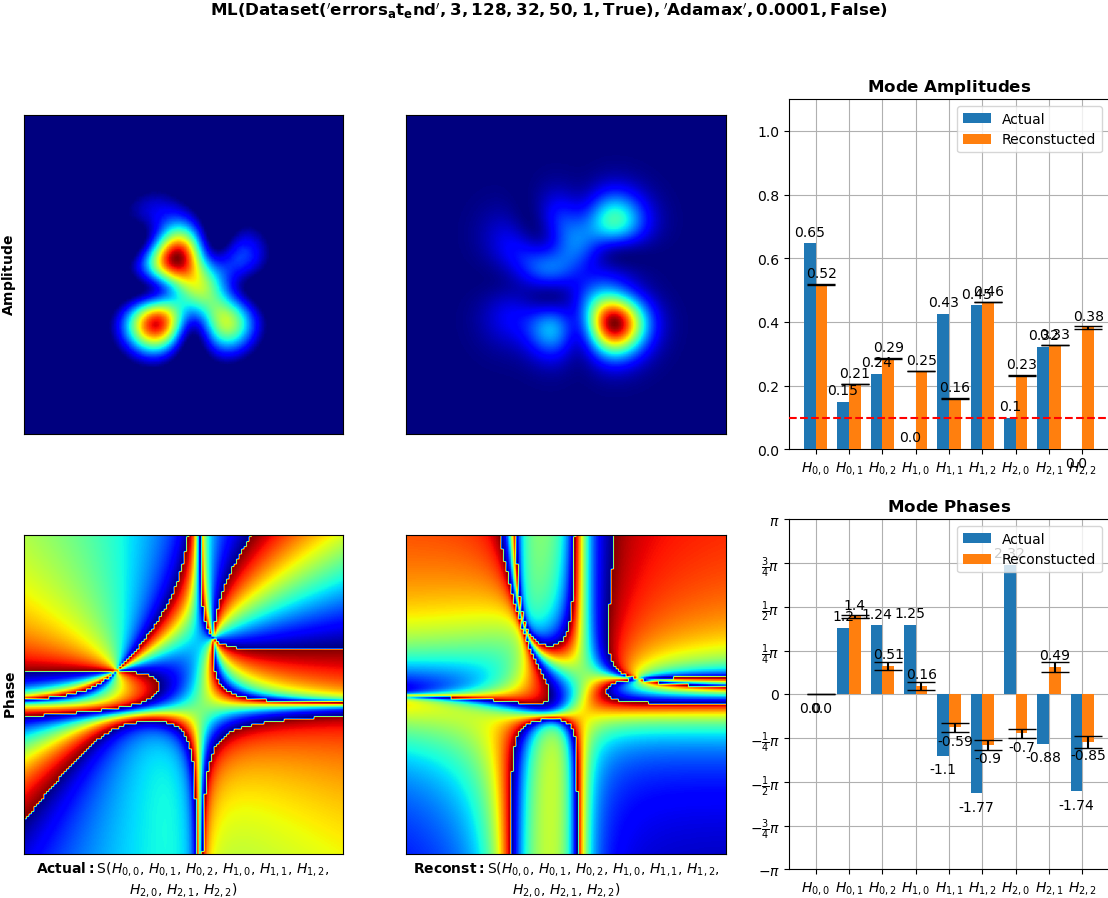 ML(Dataset('errors_at_end', 3, 128, 32, 50, 1, True), 'Adamax', 0.0001, False)
Mode Amplitudes
Amplitude
Actual
Reconstucted
1.0
0.8
0.6
0.4
0.2
0.0
0.65
0.52
0.15
0.21
0.24
0.29
0.0
0.25
0.43
0.16
0.45
0.46
0.1
0.23
0.32
0.33
0.0
0.38
H0,0 H0,1 H0,2 H1,0 H1,1 H1,2 H2,0 H2,1 H2,2
Mode Phases
Phase
Actual
Reconstucted
π
3/4π
1/2π
1/4π
0
−1/4π
−1/2π
−3/4π
−π
0.0
0.0
1.2
1.4
1.24
0.51
1.25
0.16
-1.1
-0.59
-1.77
-0.9
2.32
-0.7
-0.88
0.49
-1.74
-0.85
H0,0 H0,1 H0,2 H1,0 H1,1 H1,2 H2,0 H2,1 H2,2
Actual: S(H0,0, H0,1, H0,2, H1,0, H1,1, H1,2,
H2,0, H2,1, H2,2)
Reconst: S(H0,0, H0,1, H0,2, H1,0, H1,1, H1,2,
H2,0, H2,1, H2,2)